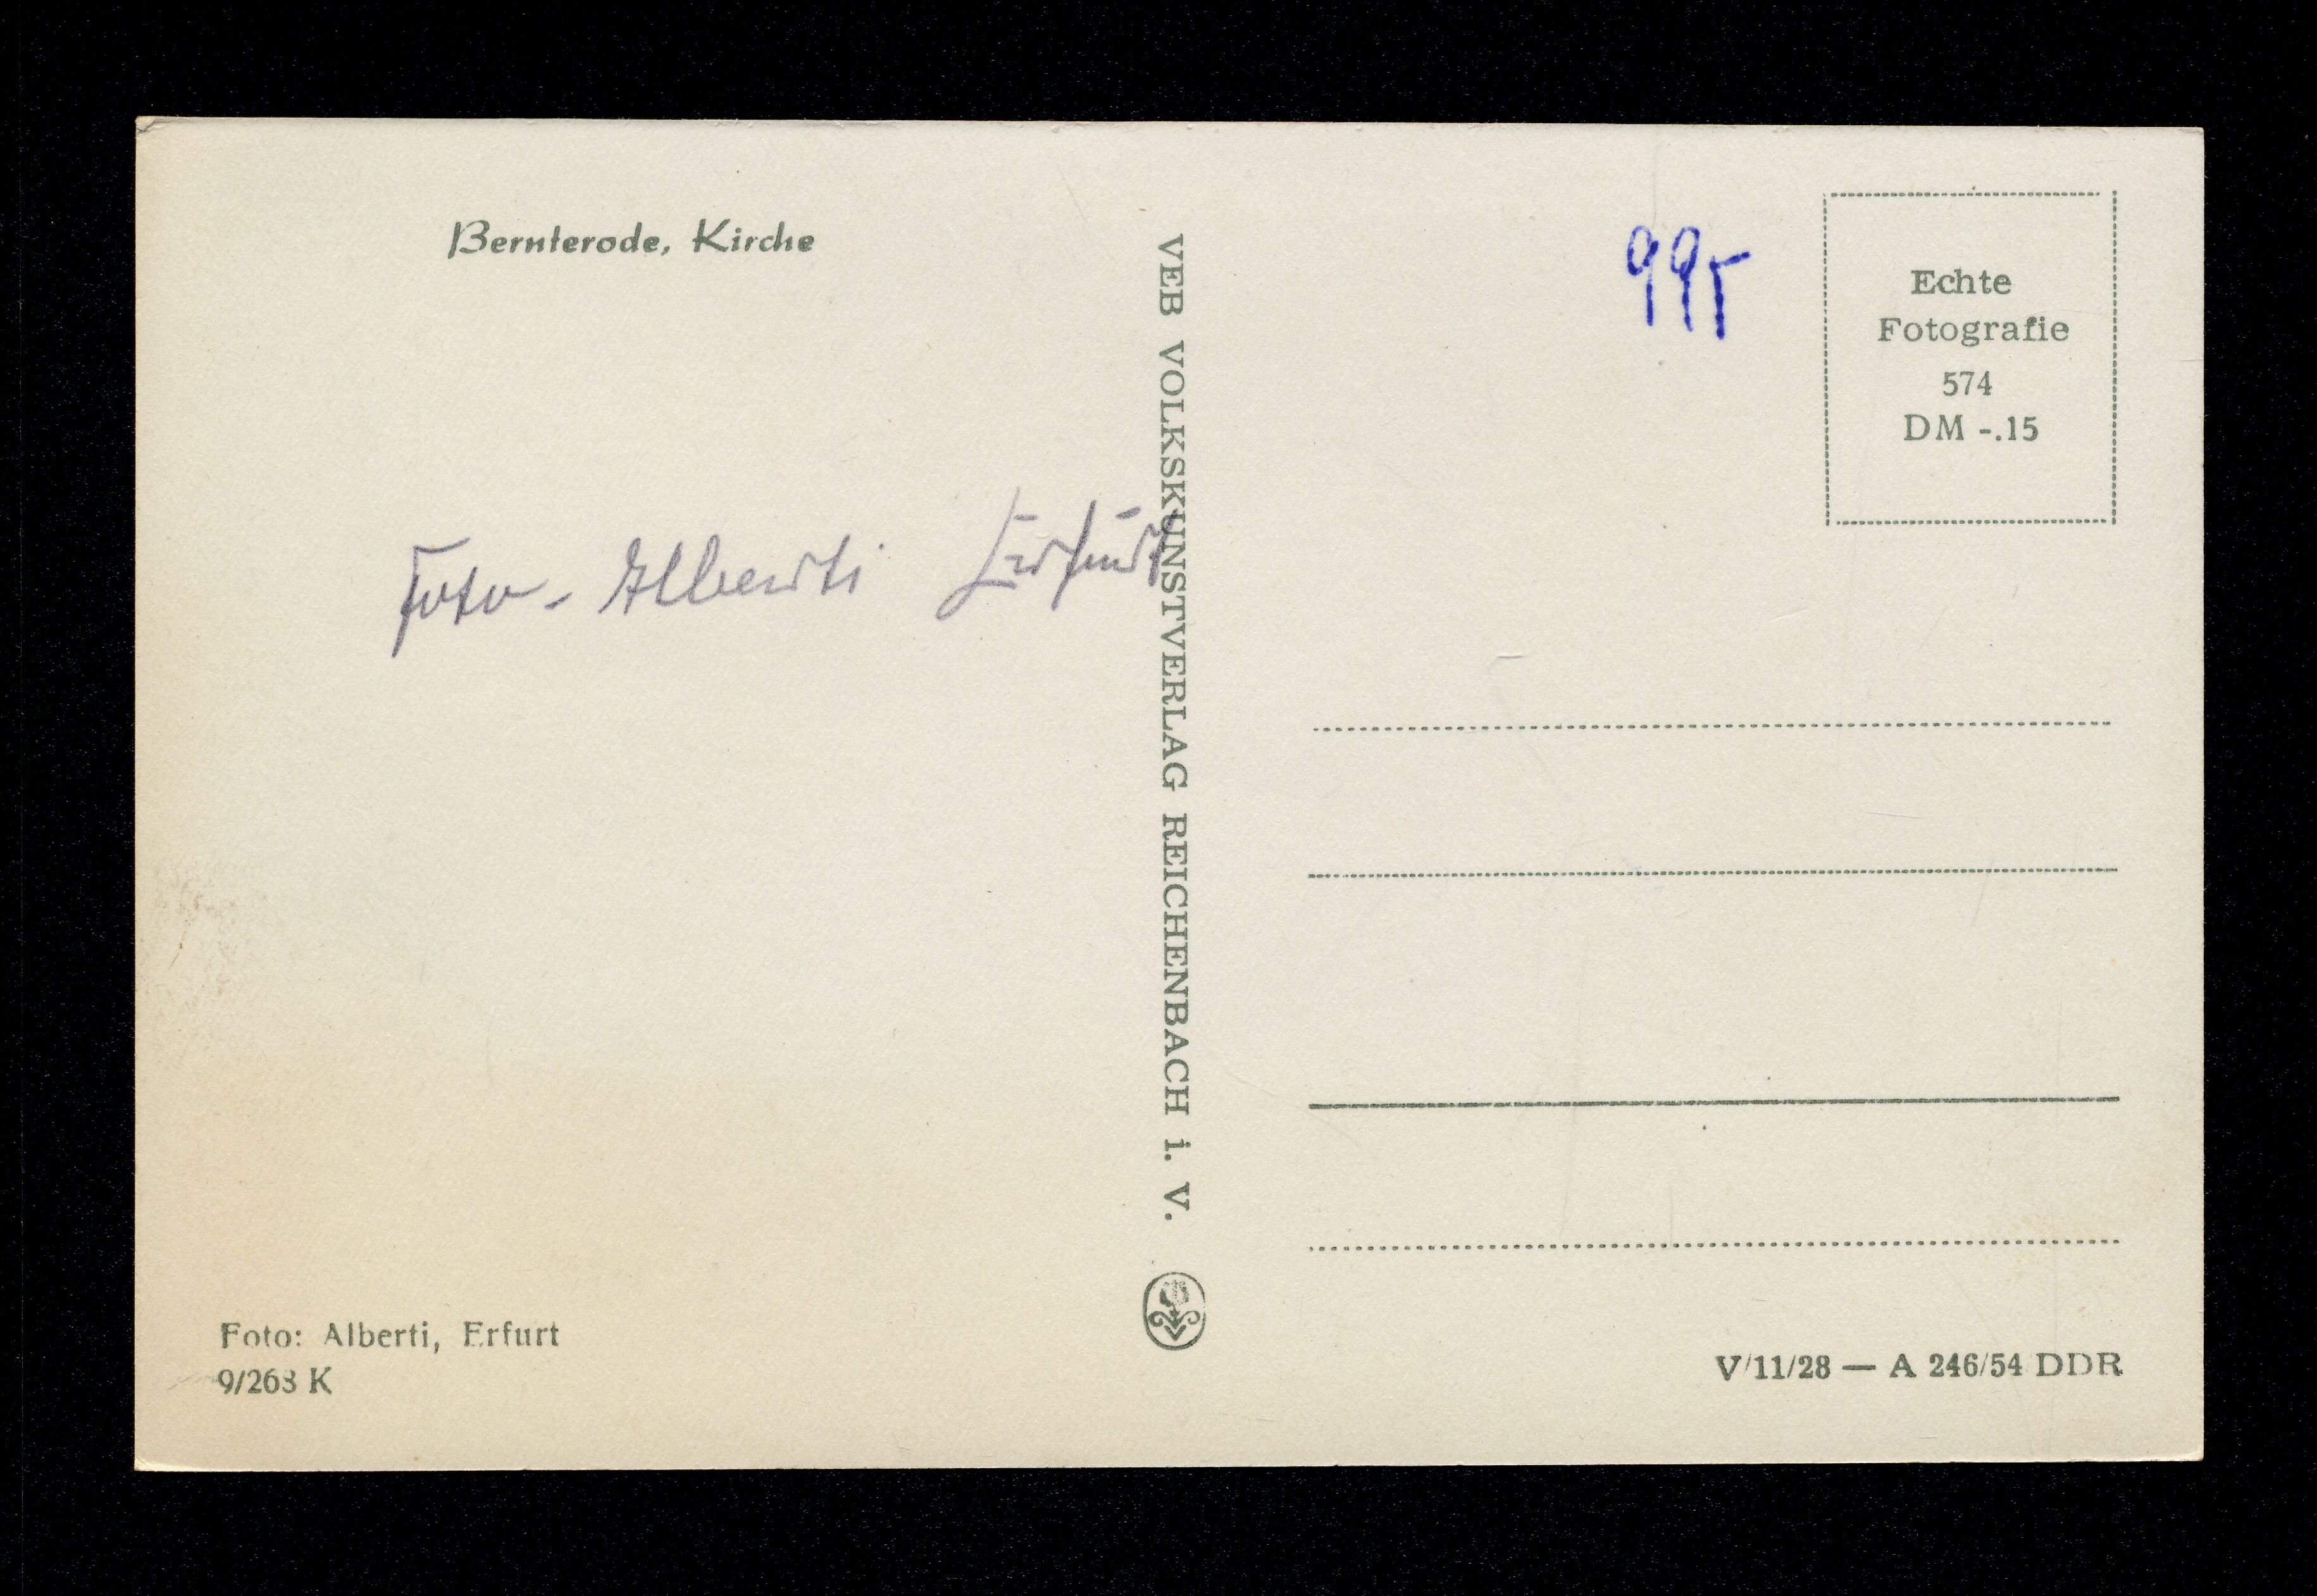 Bernterode, Kirche
Foto - Alberti Erfurt
Foto: Alberti, Erfurt
9/268 K
VEB VOLKSKUNSTVERLAG REICHENBACH i. V.
995
Echte
Fotografie
574
DM -.15
V/11/28 — A 246/54 DDR